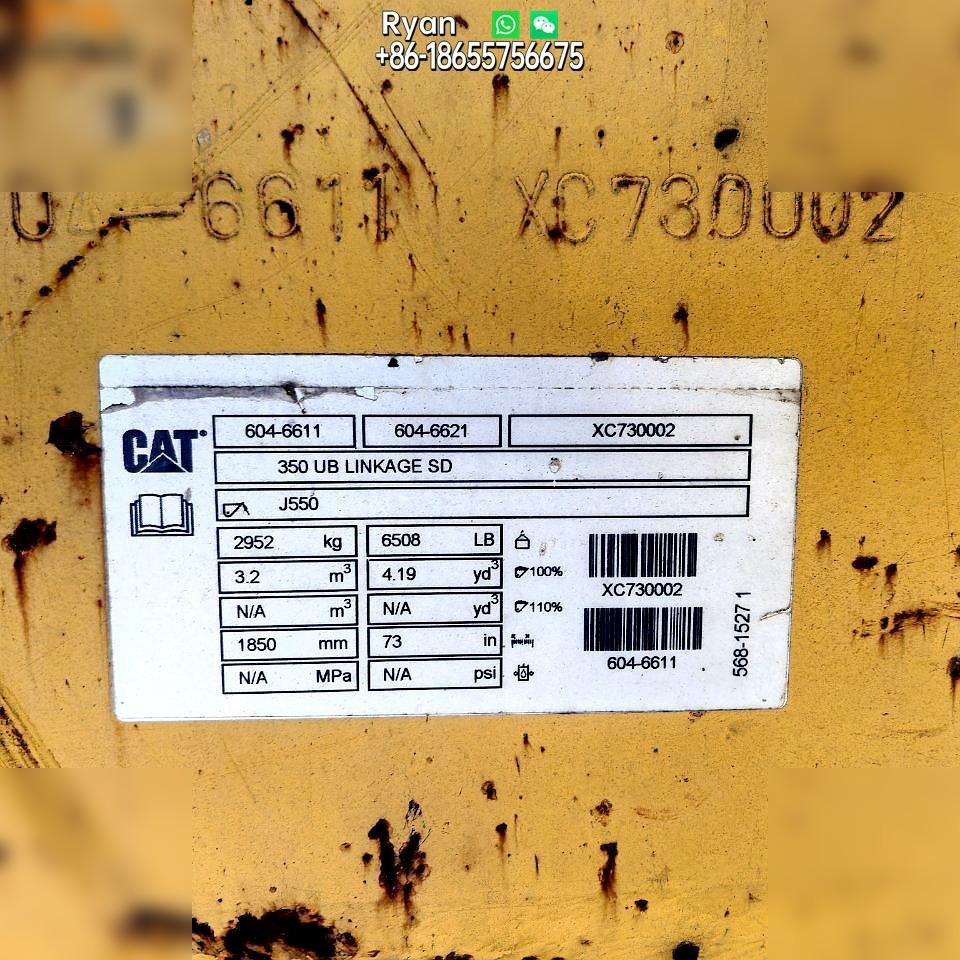 Ryan
+86-18655756675
04-6611 XC730002
CAT
604-6611 604-6621 XC730002
350 UB LINKAGE SD
J550
2952 kg 6508 LB
3.2 m³ 4.19 yd³ 100%
N/A m³ N/A yd³ 110%
1850 mm 73 in
N/A MPa N/A psi
XC730002
604-6611
568-1527 1